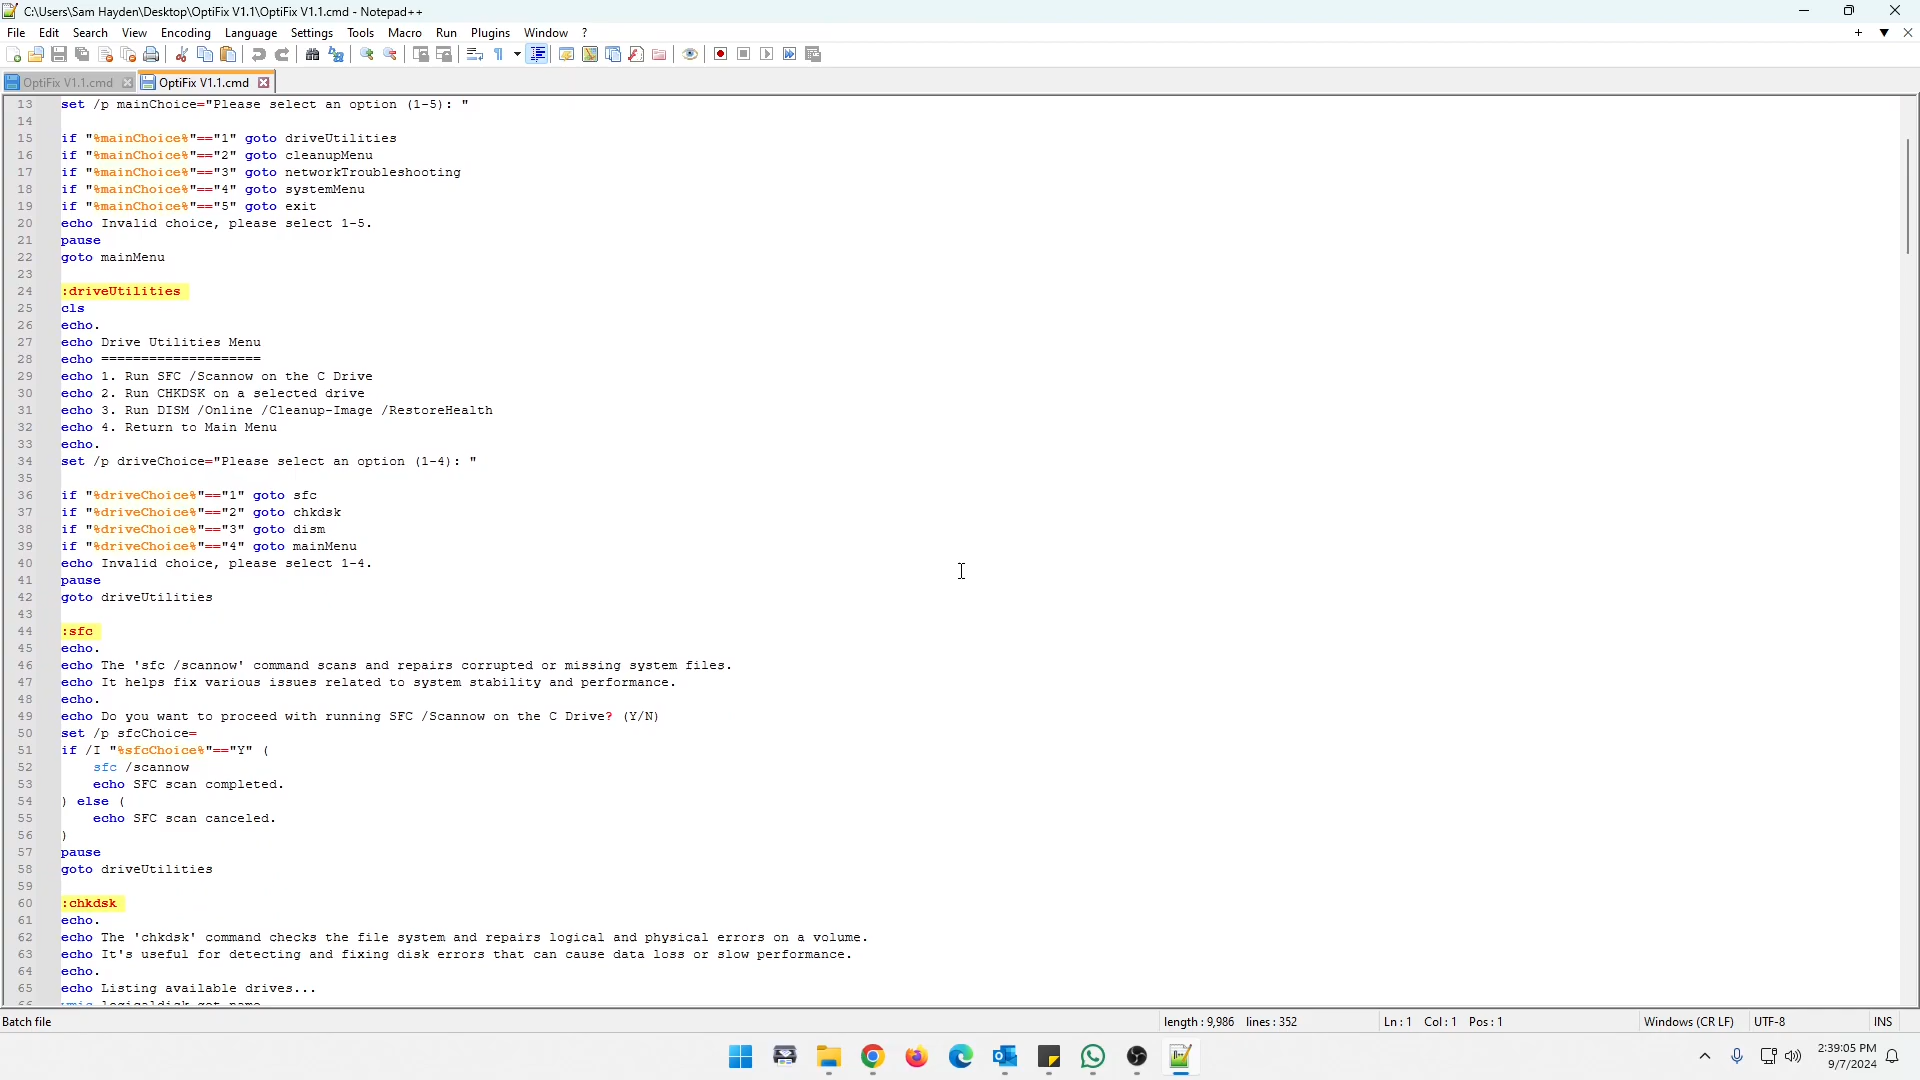 C:\Users\Sam Hayden\Desktop\OptiFix V1.1\OptiFix V1.1.cmd - Notepad++
File Edit Search View Encoding Language Settings Tools Macro Run Plugins Window ?
OptiFix V1.1.cmd OptiFix V1.1.cmd
13 set /p mainChoice="Please select an option (1-5): "
14
15 if "%mainChoice%"=="1" goto driveUtilities
16 if "%mainChoice%"=="2" goto cleanupMenu
17 if "%mainChoice%"=="3" goto networkTroubleshooting
18 if "%mainChoice%"=="4" goto systemMenu
19 if "%mainChoice%"=="5" goto exit
20 echo Invalid choice, please select 1-5.
21 pause
22 goto mainMenu
23
24 :driveUtilities
25 cls
26 echo.
27 echo Drive Utilities Menu
28 echo ====================
29 echo 1. Run SFC /Scannow on the C Drive
30 echo 2. Run CHKDSK on a selected drive
31 echo 3. Run DISM /Online /Cleanup-Image /RestoreHealth
32 echo 4. Return to Main Menu
33 echo.
34 set /p driveChoice="Please select an option (1-4): "
35
36 if "%driveChoice%"=="1" goto sfc
37 if "%driveChoice%"=="2" goto chkdsk
38 if "%driveChoice%"=="3" goto dism
39 if "%driveChoice%"=="4" goto mainMenu
40 echo Invalid choice, please select 1-4.
41 pause
42 goto driveUtilities
43
44 :sfc
45 echo.
46 echo The 'sfc /scannow' command scans and repairs corrupted or missing system files.
47 echo It helps fix various issues related to system stability and performance.
48 echo.
49 echo Do you want to proceed with running SFC /Scannow on the C Drive? (Y/N)
50 set /p sfcChoice=
51 if /I "%sfcChoice%"=="Y" (
52 sfc /scannow
53 echo SFC scan completed.
54 ) else (
55 echo SFC scan canceled.
56 )
57 pause
58 goto driveUtilities
59
60 :chkdsk
61 echo.
62 echo The 'chkdsk' command checks the file system and repairs logical and physical errors on a volume.
63 echo It's useful for detecting and fixing disk errors that can cause data loss or slow performance.
64 echo.
65 echo Listing available drives...
66 wmic logicaldisk get name
Batch file length : 9,986 lines : 352 Ln : 1 Col : 1 Pos : 1 Windows (CR LF) UTF-8 INS
2:39:05 PM
9/7/2024